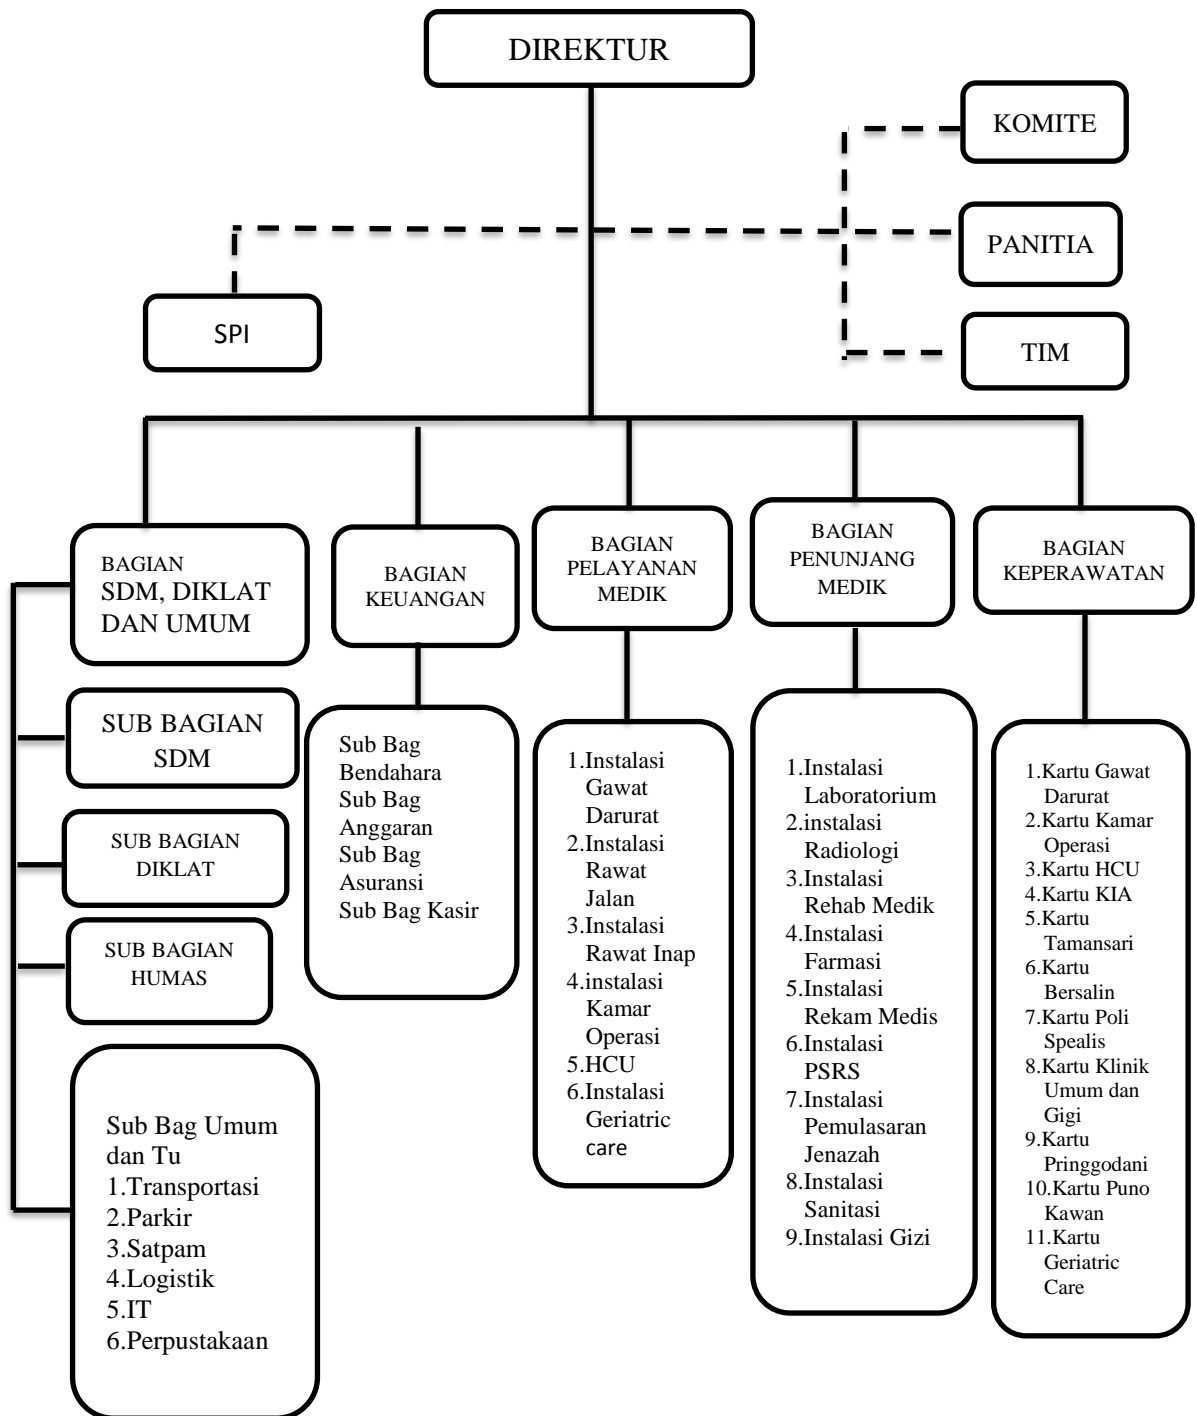 DIREKTUR
KOMITE
PANITIA
SPI
TIM
BAGIAN
SDM, DIKLAT
DAN UMUM
BAGIAN
KEUANGAN
BAGIAN
PELAYANAN
MEDIK
BAGIAN
PENUNJANG
MEDIK
BAGIAN
KEPERAWATAN
SUB BAGIAN
SDM
SUB BAGIAN
DIKLAT
SUB BAGIAN
HUMAS
Sub Bag Umum
dan Tu
1.Transportasi
2.Parkir
3.Satpam
4.Logistik
5.IT
6.Perpustakaan
Sub Bag
Bendahara
Sub Bag
Anggaran
Sub Bag
Asuransi
Sub Bag Kasir
1.Instalasi
Gawat
Darurat
2.Instalasi
Rawat
Jalan
3.Instalasi
Rawat Inap
4.instalasi
Kamar
Operasi
5.HCU
6.Instalasi
Geriatric
care
1.Instalasi
Laboratorium
2.instalasi
Radiologi
3.Instalasi
Rehab Medik
4.Instalasi
Farmasi
5.Instalasi
Rekam Medis
6.Instalasi
PSRS
7.Instalasi
Pemulasaran
Jenazah
8.Instalasi
Sanitasi
9.Instalasi Gizi
1.Kartu Gawat
Darurat
2.Kartu Kamar
Operasi
3.Kartu HCU
4.Kartu KIA
5.Kartu
Tamansari
6.Kartu
Bersalin
7.Kartu Poli
Spealis
8.Kartu Klinik
Umum dan
Gigi
9.Kartu
Pringgodani
10.Kartu Puno
Kawan
11.Kartu
Geriatric
Care